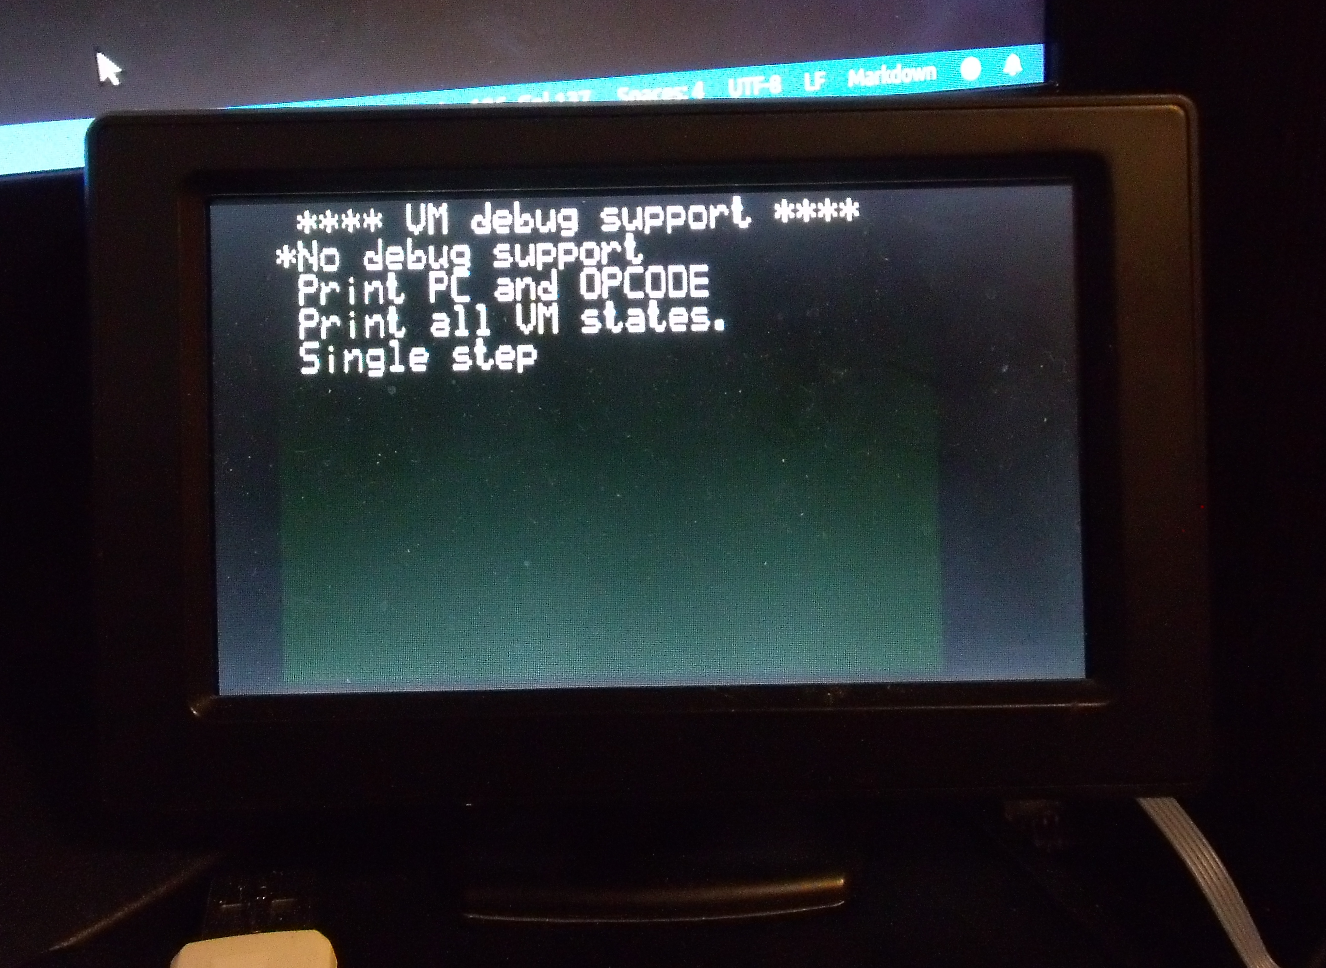 Spaces: 4 UTF-8 LF Markdown
**** VM debug support ****
*No debug support
Print PC and OPCODE
Print all VM states.
Single step